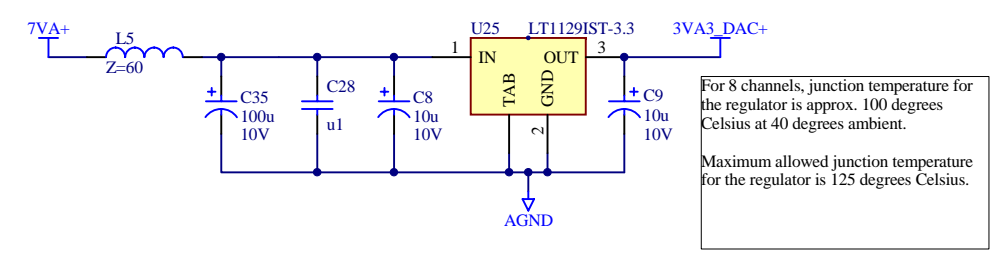 7VA+
L5
Z=60
C35
100u
10V
C28
u1
C8
10u
10V
U25
LT1129IST-3.3
1
IN
OUT
3
TAB
GND
2
3VA3_DAC+
C9
10u
10V
AGND
For 8 channels, junction temperature for
the regulator is approx. 100 degrees
Celsius at 40 degrees ambient.
Maximum allowed junction temperature
for the regulator is 125 degrees Celsius.